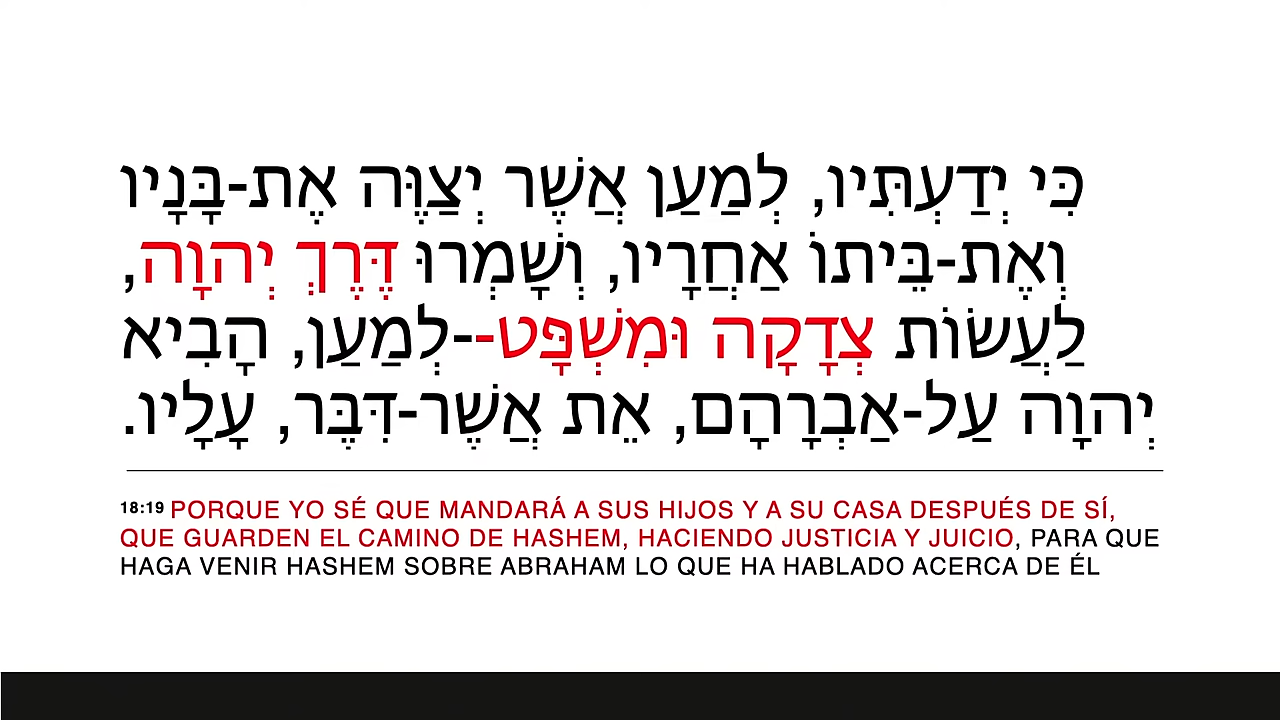 כִּי יְדַעְתִּיו, לְמַעַן אֲשֶׁר יְצַוֶּה אֶת-בָּנָיו
וְאֶת-בֵּיתוֹ אַחֲרָיו, וְשָׁמְרוּ דֶּרֶךְ יְהוָה,
לַעֲשׂוֹת צְדָקָה וּמִשְׁפָּט--לְמַעַן, הָבִיא
יְהוָה עַל-אַבְרָהָם, אֵת אֲשֶׁר-דִּבֶּר, עָלָיו.
18:19 PORQUE YO SÉ QUE MANDARÁ A SUS HIJOS Y A SU CASA DESPUÉS DE SÍ,
QUE GUARDEN EL CAMINO DE HASHEM, HACIENDO JUSTICIA Y JUICIO, PARA QUE
HAGA VENIR HASHEM SOBRE ABRAHAM LO QUE HA HABLADO ACERCA DE ÉL